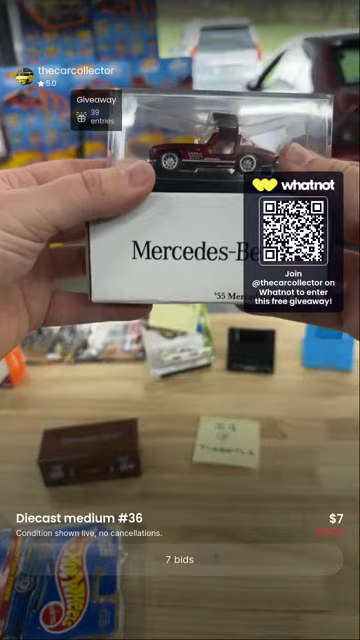 thecarcollector
5.0
Giveaway
39
entries
whatnot
Mercedes-Be
'55 Merc
Join
@thecarcollector on
Whatnot to enter
this free giveaway!
Diecast medium #36
$7
Condition shown live, no cancellations.
7 bids